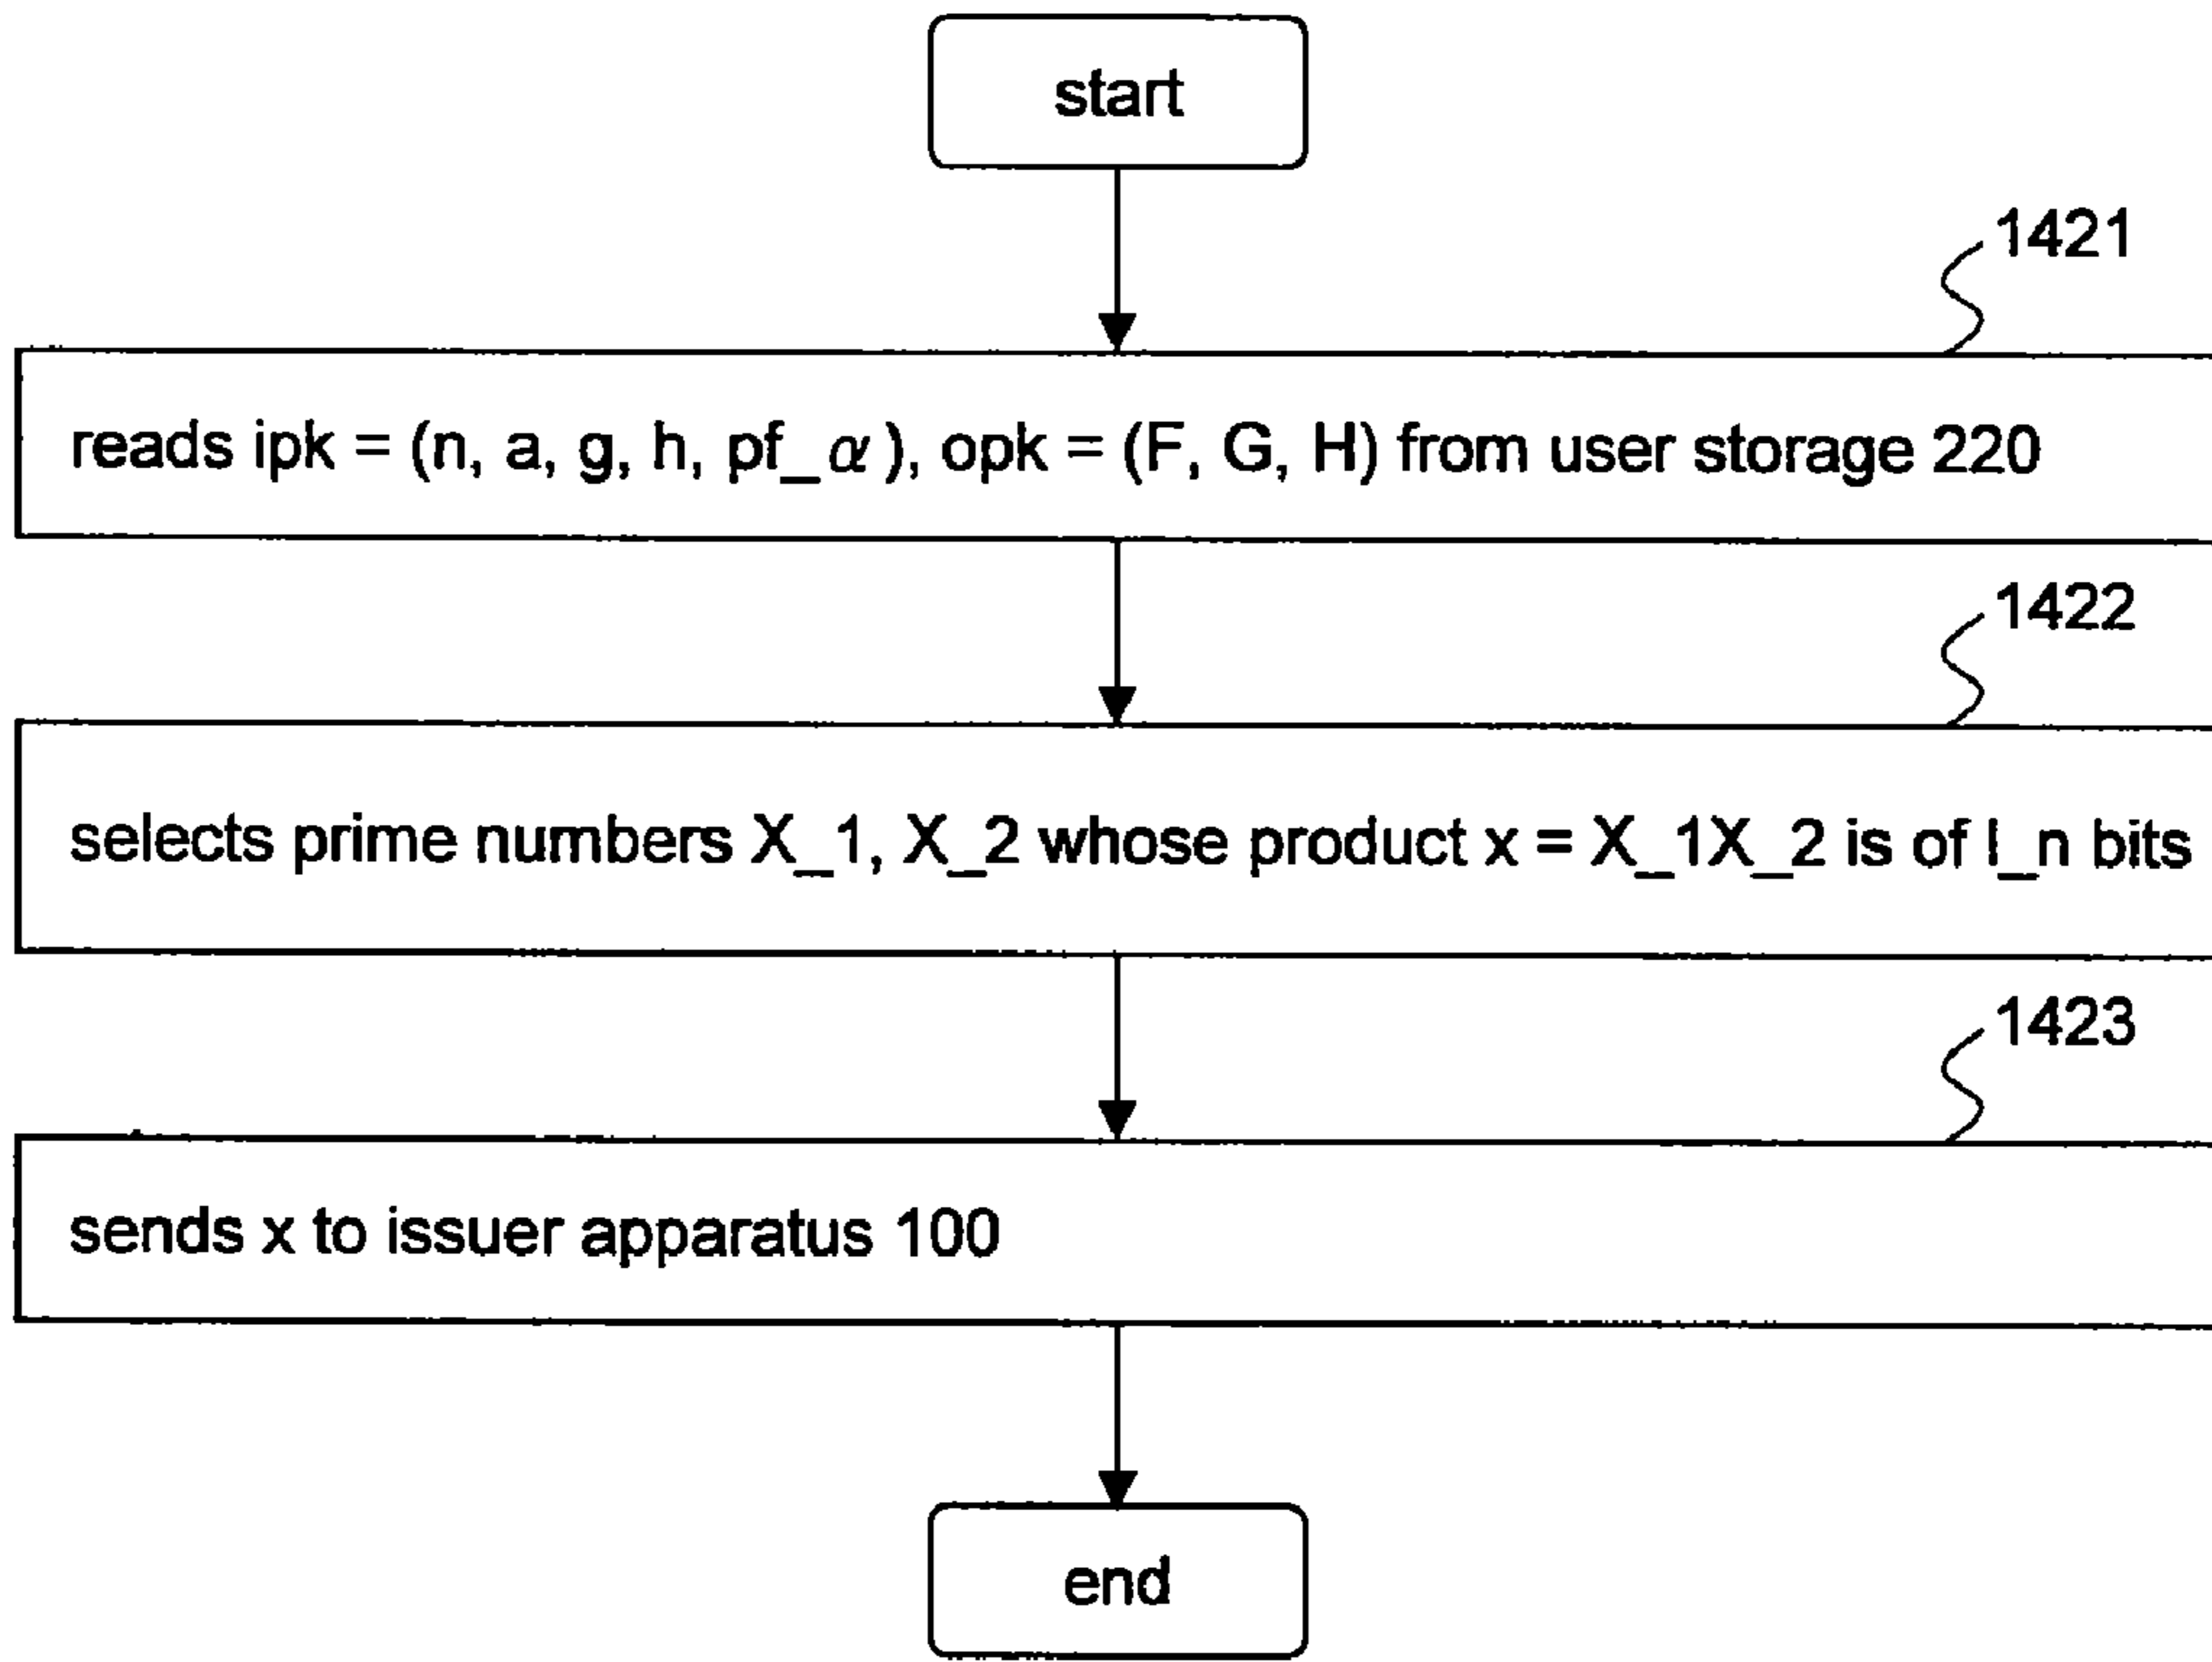 start
1421
reads ipk = (n, a, g, h, pf_α), opk = (F, G, H) from user storage 220
1422
selects prime numbers X_1, X_2 whose product x = X_1X_2 is of l_n bits
1423
sends x to issuer apparatus 100
end